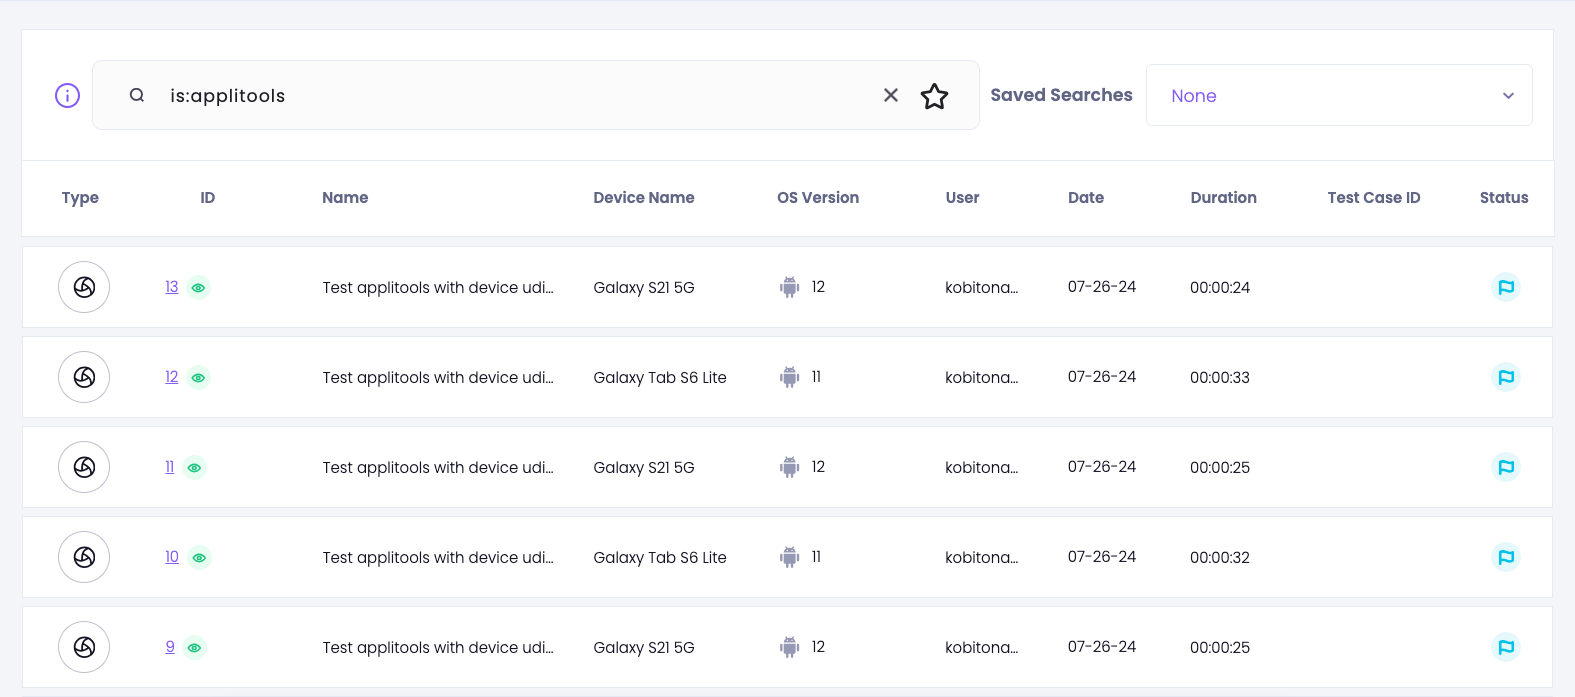 is:applitools Saved Searches None
Type ID Name Device Name OS Version User Date Duration Test Case ID Status
13 Test applitools with device udi... Galaxy S21 5G 12 kobitona... 07-26-24 00:00:24
12 Test applitools with device udi... Galaxy Tab S6 Lite 11 kobitona... 07-26-24 00:00:33
11 Test applitools with device udi... Galaxy S21 5G 12 kobitona... 07-26-24 00:00:25
10 Test applitools with device udi... Galaxy Tab S6 Lite 11 kobitona... 07-26-24 00:00:32
9 Test applitools with device udi... Galaxy S21 5G 12 kobitona... 07-26-24 00:00:25